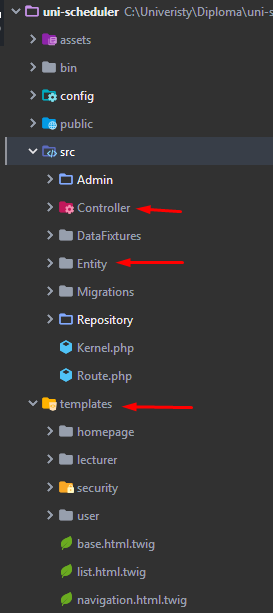 uni-scheduler C:\Univeristy\Diploma\uni-s
assets
bin
config
public
src
Admin
Controller
DataFixtures
Entity
Migrations
Repository
Kernel.php
Route.php
templates
homepage
lecturer
security
user
base.html.twig
list.html.twig
navigation.html.twig